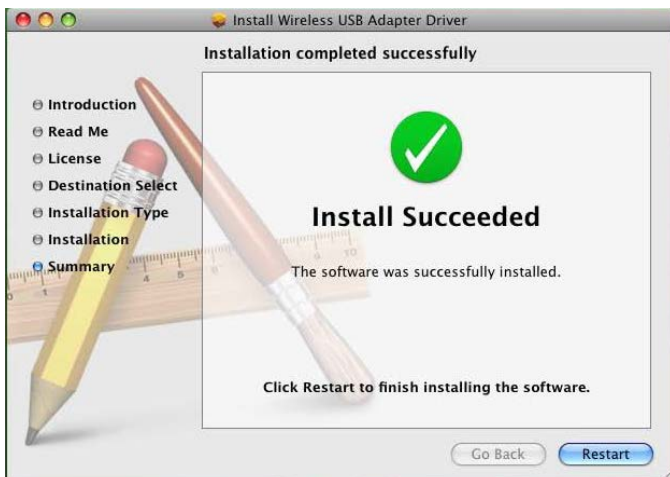 Install Wireless USB Adapter Driver
Installation completed successfully
Introduction
Read Me
License
Destination Select
Installation Type
Installation
Summary
Install Succeeded
The software was successfully installed.
Click Restart to finish installing the software.
Go Back
Restart